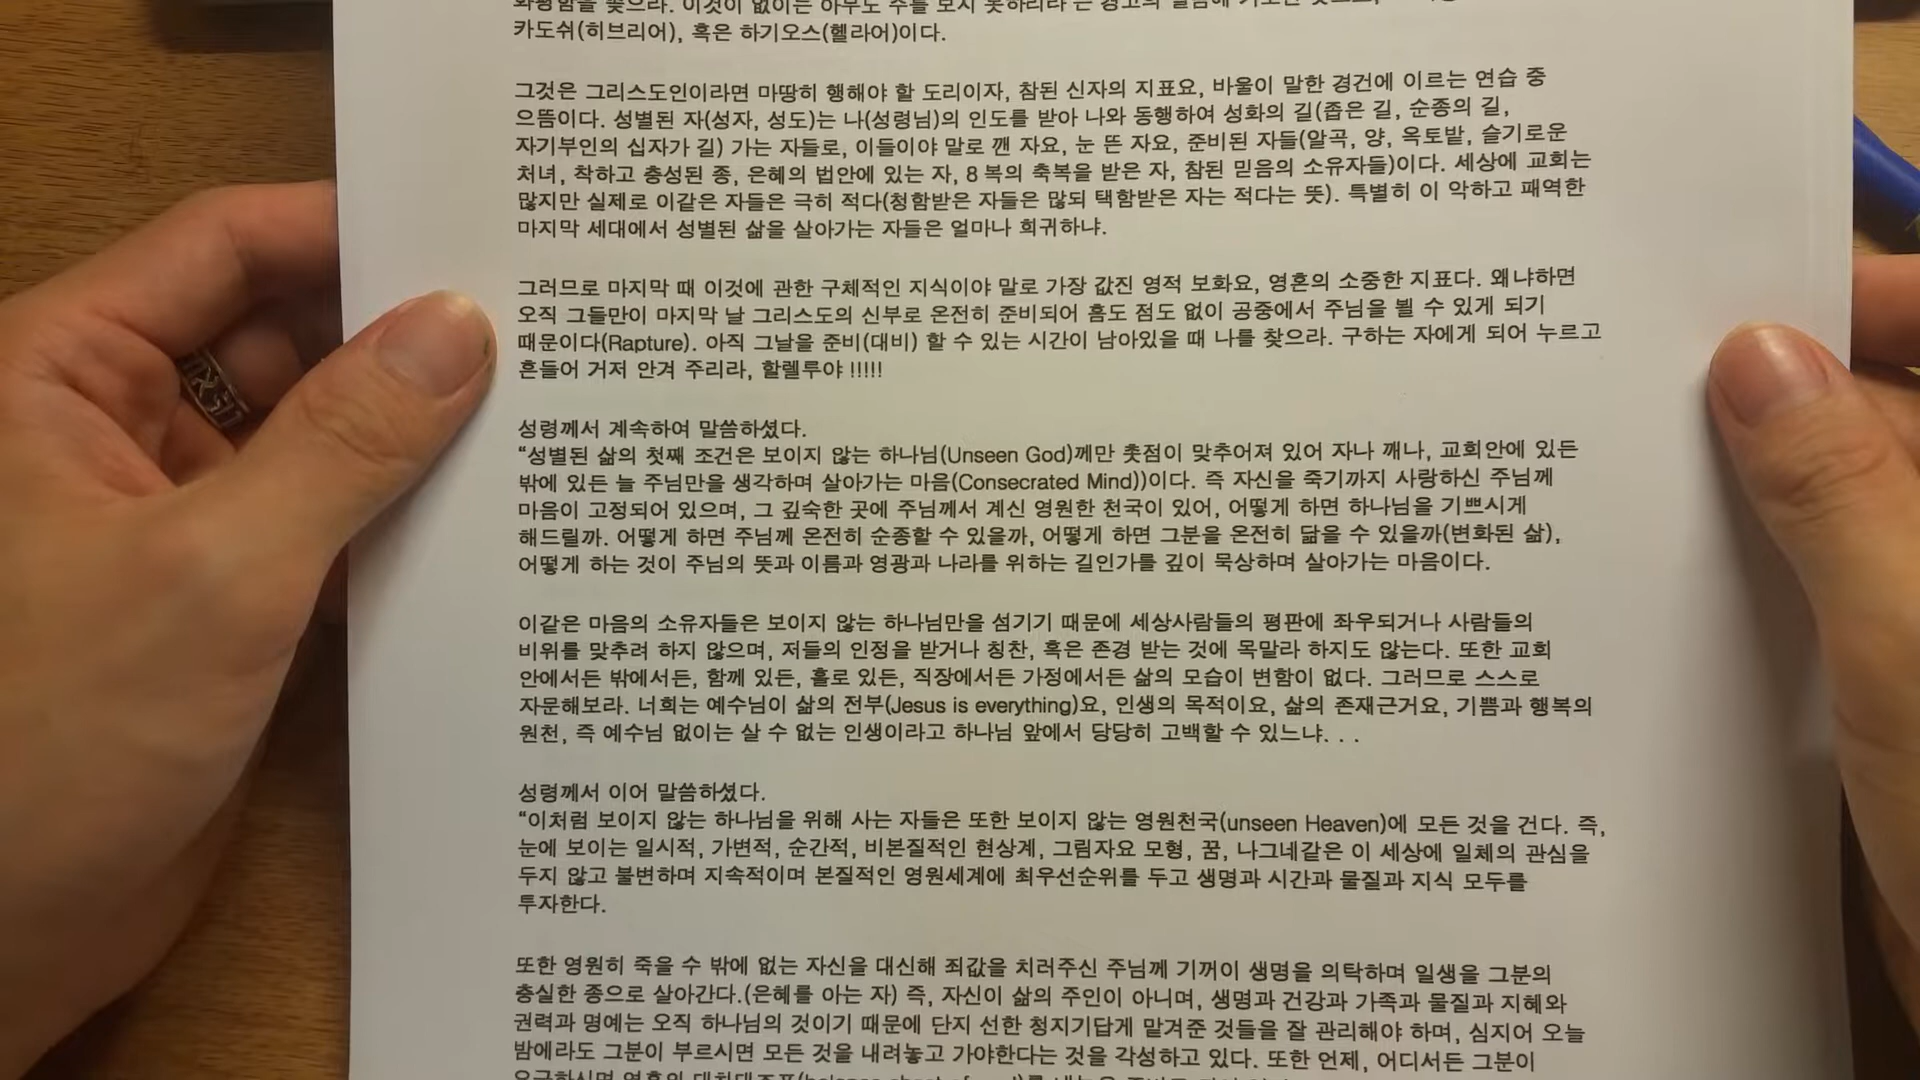 화평함을 쫓으라. 이것이 없이는 아무도 주를 보지 못하리라
카도쉬(히브리어), 혹은 하기오스(헬라어)이다.
그것은 그리스도인이라면 마땅히 행해야 할 도리이자, 참된 신자의 지표요, 바울이 말한 경건에 이르는 연습 중
으뜸이다. 성별된 자(성자, 성도)는 나(성령님)의 인도를 받아 나와 동행하여 성화의 길(좁은 길, 순종의 길,
자기부인의 십자가 길) 가는 자들로, 이들이야 말로 깬 자요, 눈 뜬 자요, 준비된 자들(알곡, 양, 옥토밭, 슬기로운
처녀, 착하고 충성된 종, 은혜의 법안에 있는 자, 8 복의 축복을 받은 자, 참된 믿음의 소유자들)이다. 세상에 교회는
많지만 실제로 이같은 자들은 극히 적다(청함받은 자들은 많되 택함받은 자는 적다는 뜻). 특별히 이 악하고 패역한
마지막 세대에서 성별된 삶을 살아가는 자들은 얼마나 희귀하냐.
그러므로 마지막 때 이것에 관한 구체적인 지식이야 말로 가장 값진 영적 보화요, 영혼의 소중한 지표다. 왜냐하면
오직 그들만이 마지막 날 그리스도의 신부로 온전히 준비되어 흠도 점도 없이 공중에서 주님을 뵐 수 있게 되기
때문이다(Rapture). 아직 그날을 준비(대비) 할 수 있는 시간이 남아있을 때 나를 찾으라. 구하는 자에게 되어 누르고
흔들어 거저 안겨 주리라, 할렐루야 !!!!!
성령께서 계속하여 말씀하셨다.
“성별된 삶의 첫째 조건은 보이지 않는 하나님(Unseen God)께만 촛점이 맞추어져 있어 자나 깨나, 교회안에 있든
밖에 있든 늘 주님만을 생각하며 살아가는 마음(Consecrated Mind))이다. 즉 자신을 죽기까지 사랑하신 주님께
마음이 고정되어 있으며, 그 깊숙한 곳에 주님께서 계신 영원한 천국이 있어, 어떻게 하면 하나님을 기쁘시게
해드릴까. 어떻게 하면 주님께 온전히 순종할 수 있을까, 어떻게 하면 그분을 온전히 닮을 수 있을까(변화된 삶),
어떻게 하는 것이 주님의 뜻과 이름과 영광과 나라를 위하는 길인가를 깊이 묵상하며 살아가는 마음이다.
이같은 마음의 소유자들은 보이지 않는 하나님만을 섬기기 때문에 세상사람들의 평판에 좌우되거나 사람들의
비위를 맞추려 하지 않으며, 저들의 인정을 받거나 칭찬, 혹은 존경 받는 것에 목말라 하지도 않는다. 또한 교회
안에서든 밖에서든, 함께 있든, 홀로 있든, 직장에서든 가정에서든 삶의 모습이 변함이 없다. 그러므로 스스로
자문해보라. 너희는 예수님이 삶의 전부(Jesus is everything)요, 인생의 목적이요, 삶의 존재근거요, 기쁨과 행복의
원천, 즉 예수님 없이는 살 수 없는 인생이라고 하나님 앞에서 당당히 고백할 수 있느냐. . .
성령께서 이어 말씀하셨다.
“이처럼 보이지 않는 하나님을 위해 사는 자들은 또한 보이지 않는 영원천국(unseen Heaven)에 모든 것을 건다. 즉,
눈에 보이는 일시적, 가변적, 순간적, 비본질적인 현상계, 그림자요 모형, 꿈, 나그네같은 이 세상에 일체의 관심을
두지 않고 불변하며 지속적이며 본질적인 영원세계에 최우선순위를 두고 생명과 시간과 물질과 지식 모두를
투자한다.
또한 영원히 죽을 수 밖에 없는 자신을 대신해 죄값을 치러주신 주님께 기꺼이 생명을 의탁하며 일생을 그분의
충실한 종으로 살아간다.(은혜를 아는 자) 즉, 자신이 삶의 주인이 아니며, 생명과 건강과 가족과 물질과 지혜와
권력과 명예는 오직 하나님의 것이기 때문에 단지 선한 청지기답게 맡겨준 것들을 잘 관리해야 하며, 심지어 오늘
밤에라도 그분이 부르시면 모든 것을 내려놓고 가야한다는 것을 각성하고 있다. 또한 언제, 어디서든 그분이